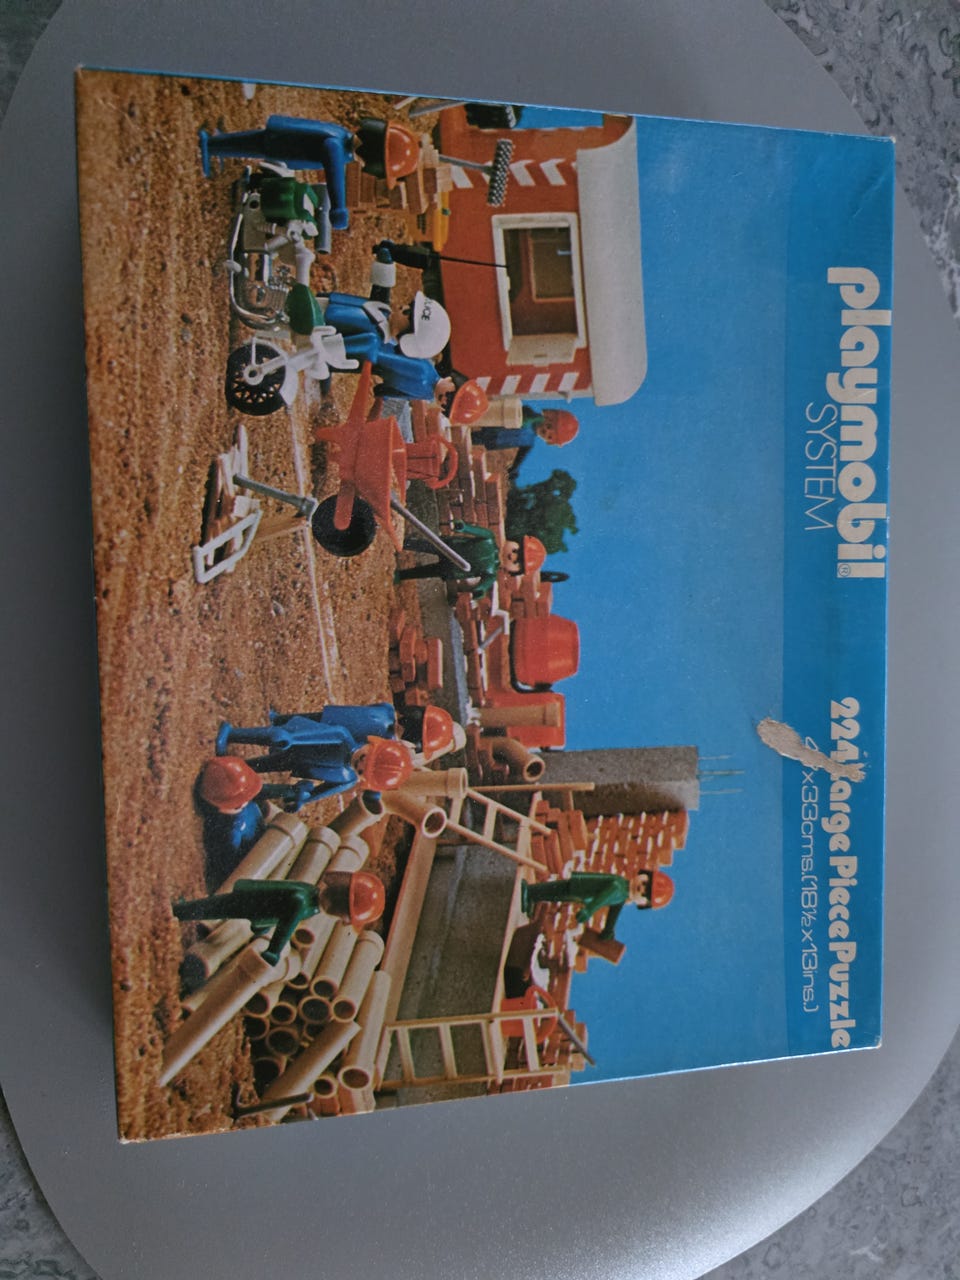 playmobil®
SYSTEM
224 Large Piece Puzzle
x33cms.(18½x13ins.)